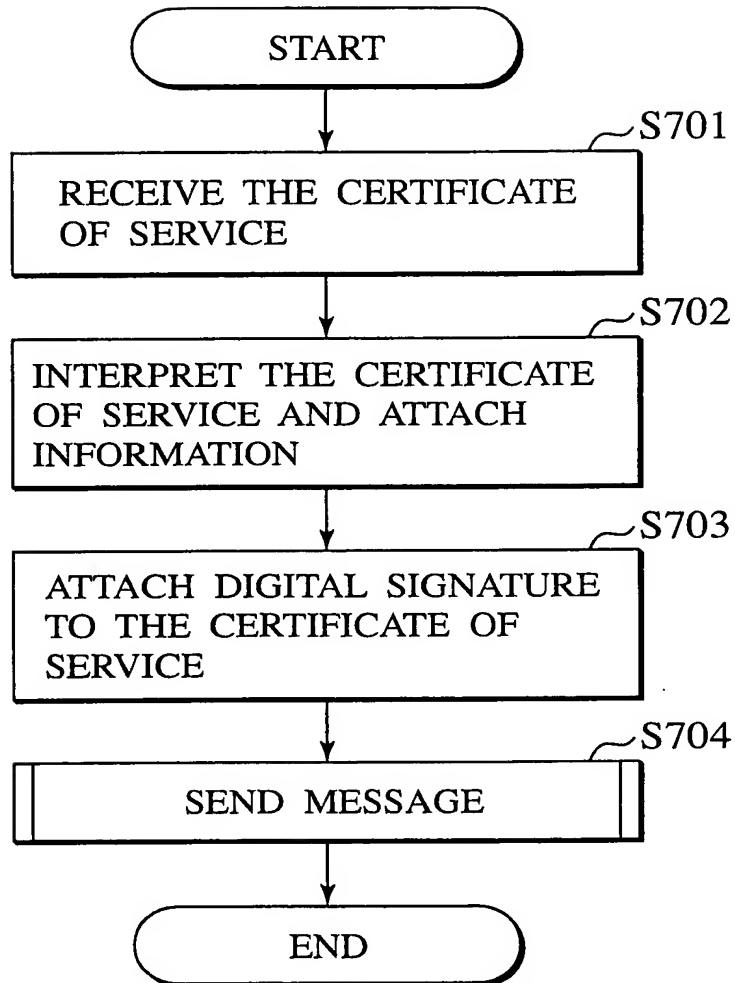 START
S701
RECEIVE THE CERTIFICATE
OF SERVICE
S702
INTERPRET THE CERTIFICATE
OF SERVICE AND ATTACH
INFORMATION
S703
ATTACH DIGITAL SIGNATURE
TO THE CERTIFICATE OF
SERVICE
S704
SEND MESSAGE
END